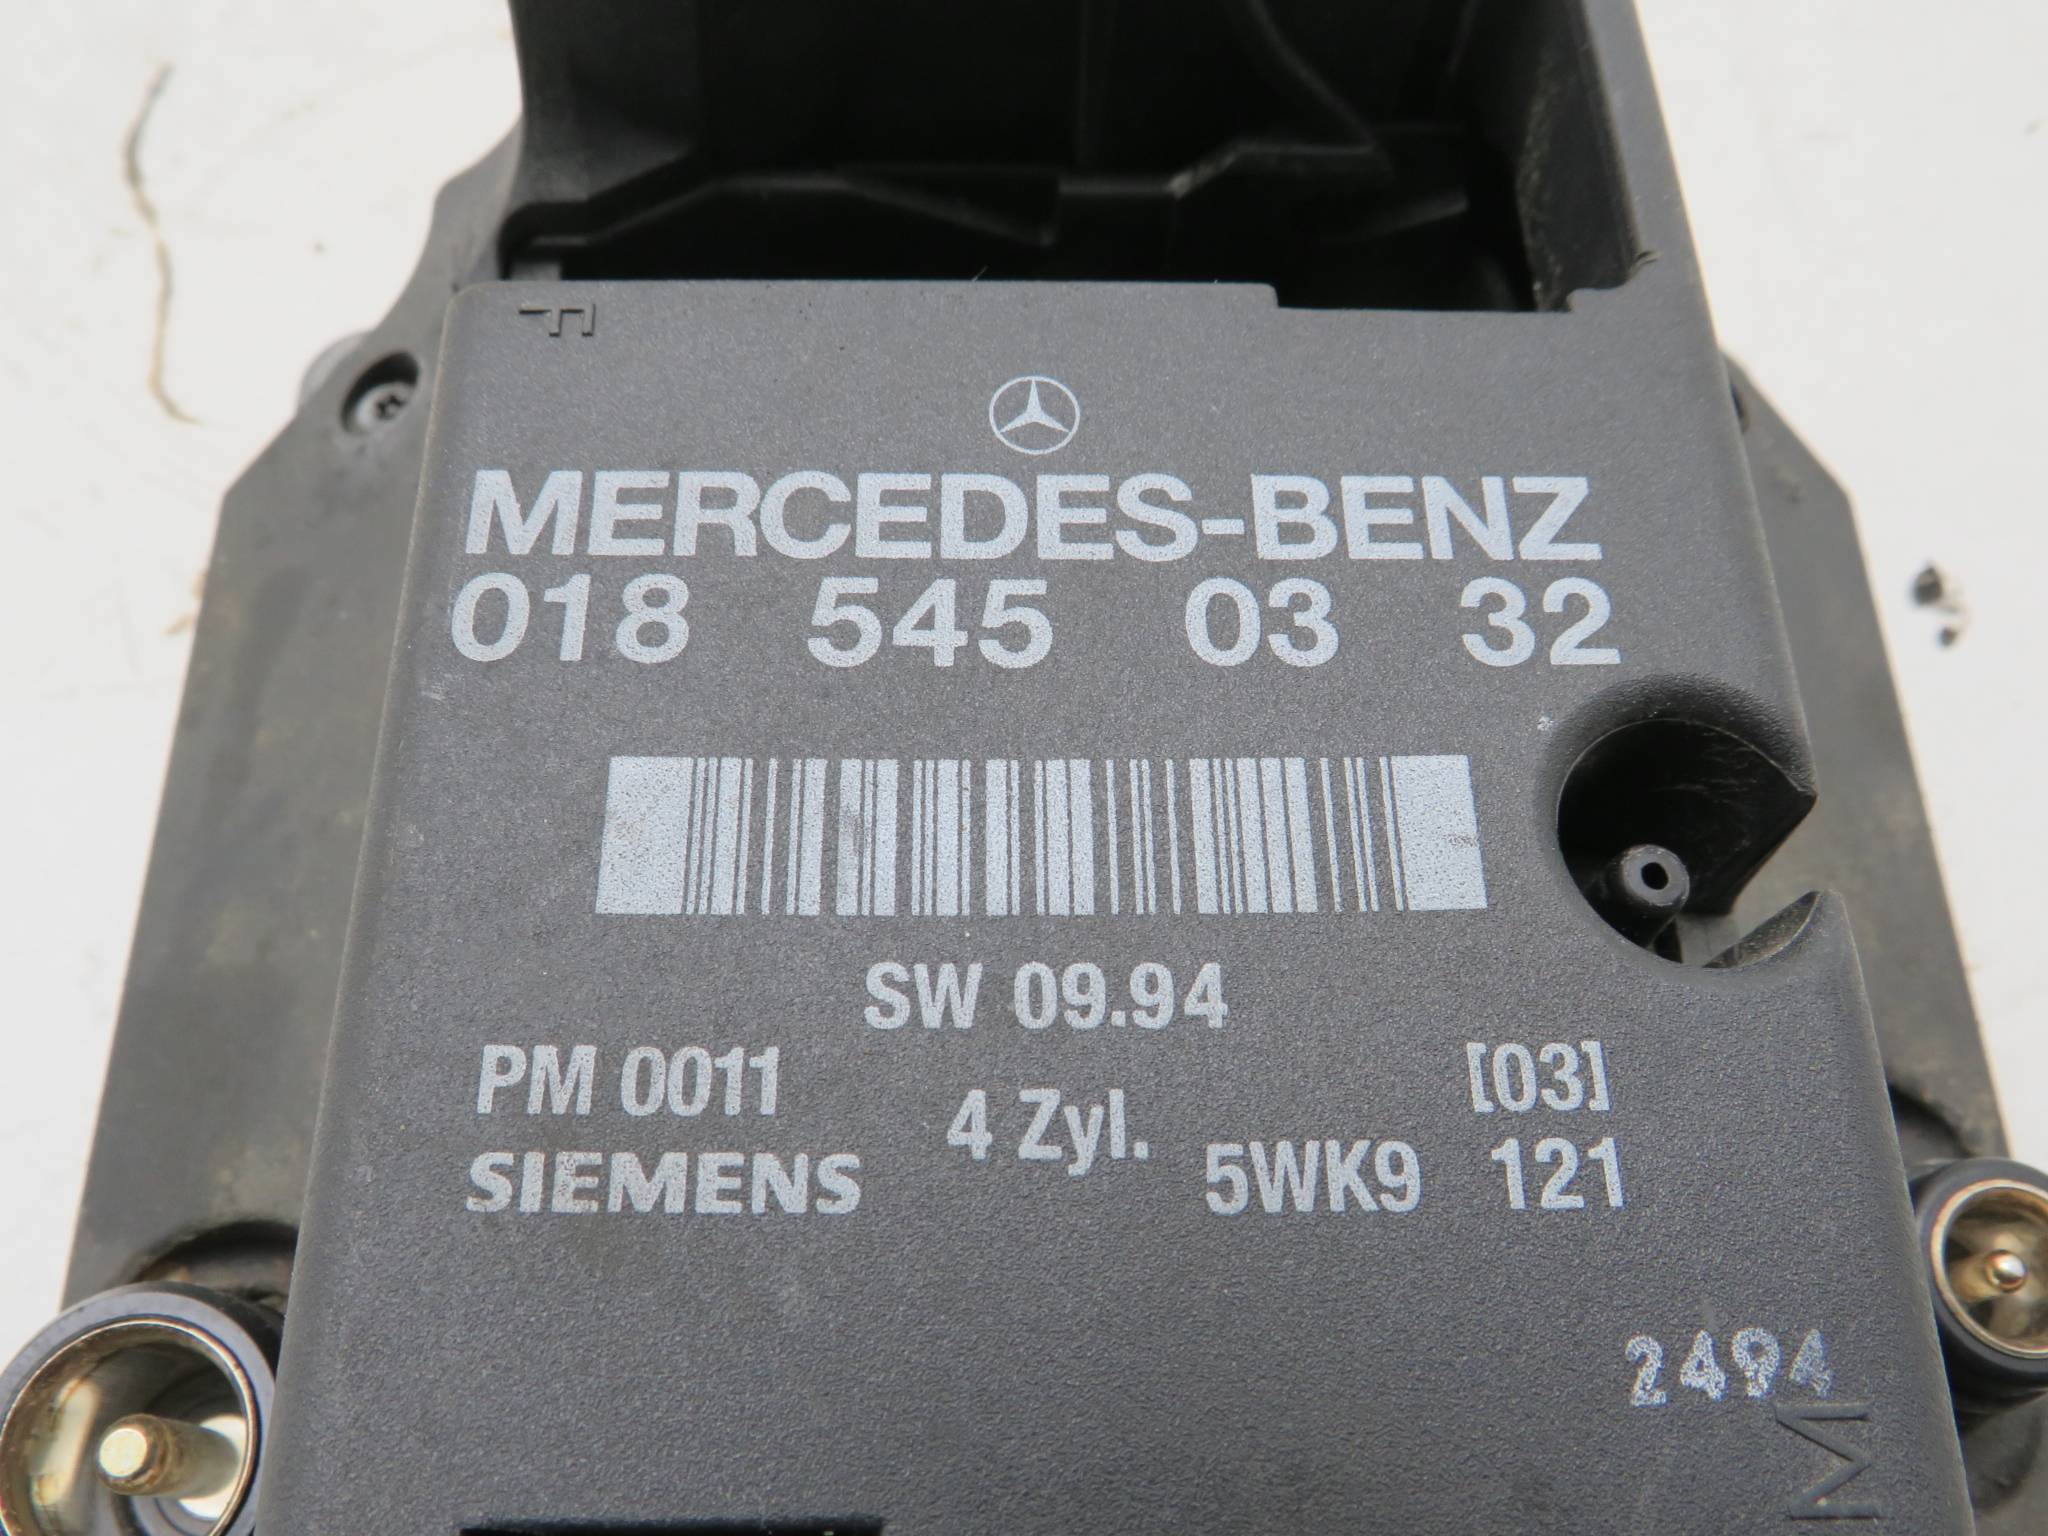 F
MERCEDES-BENZ
018 545 03 32
SW 09.94
PM 0011 [03]
4 Zyl.
SIEMENS 5WK9 121
2494
M